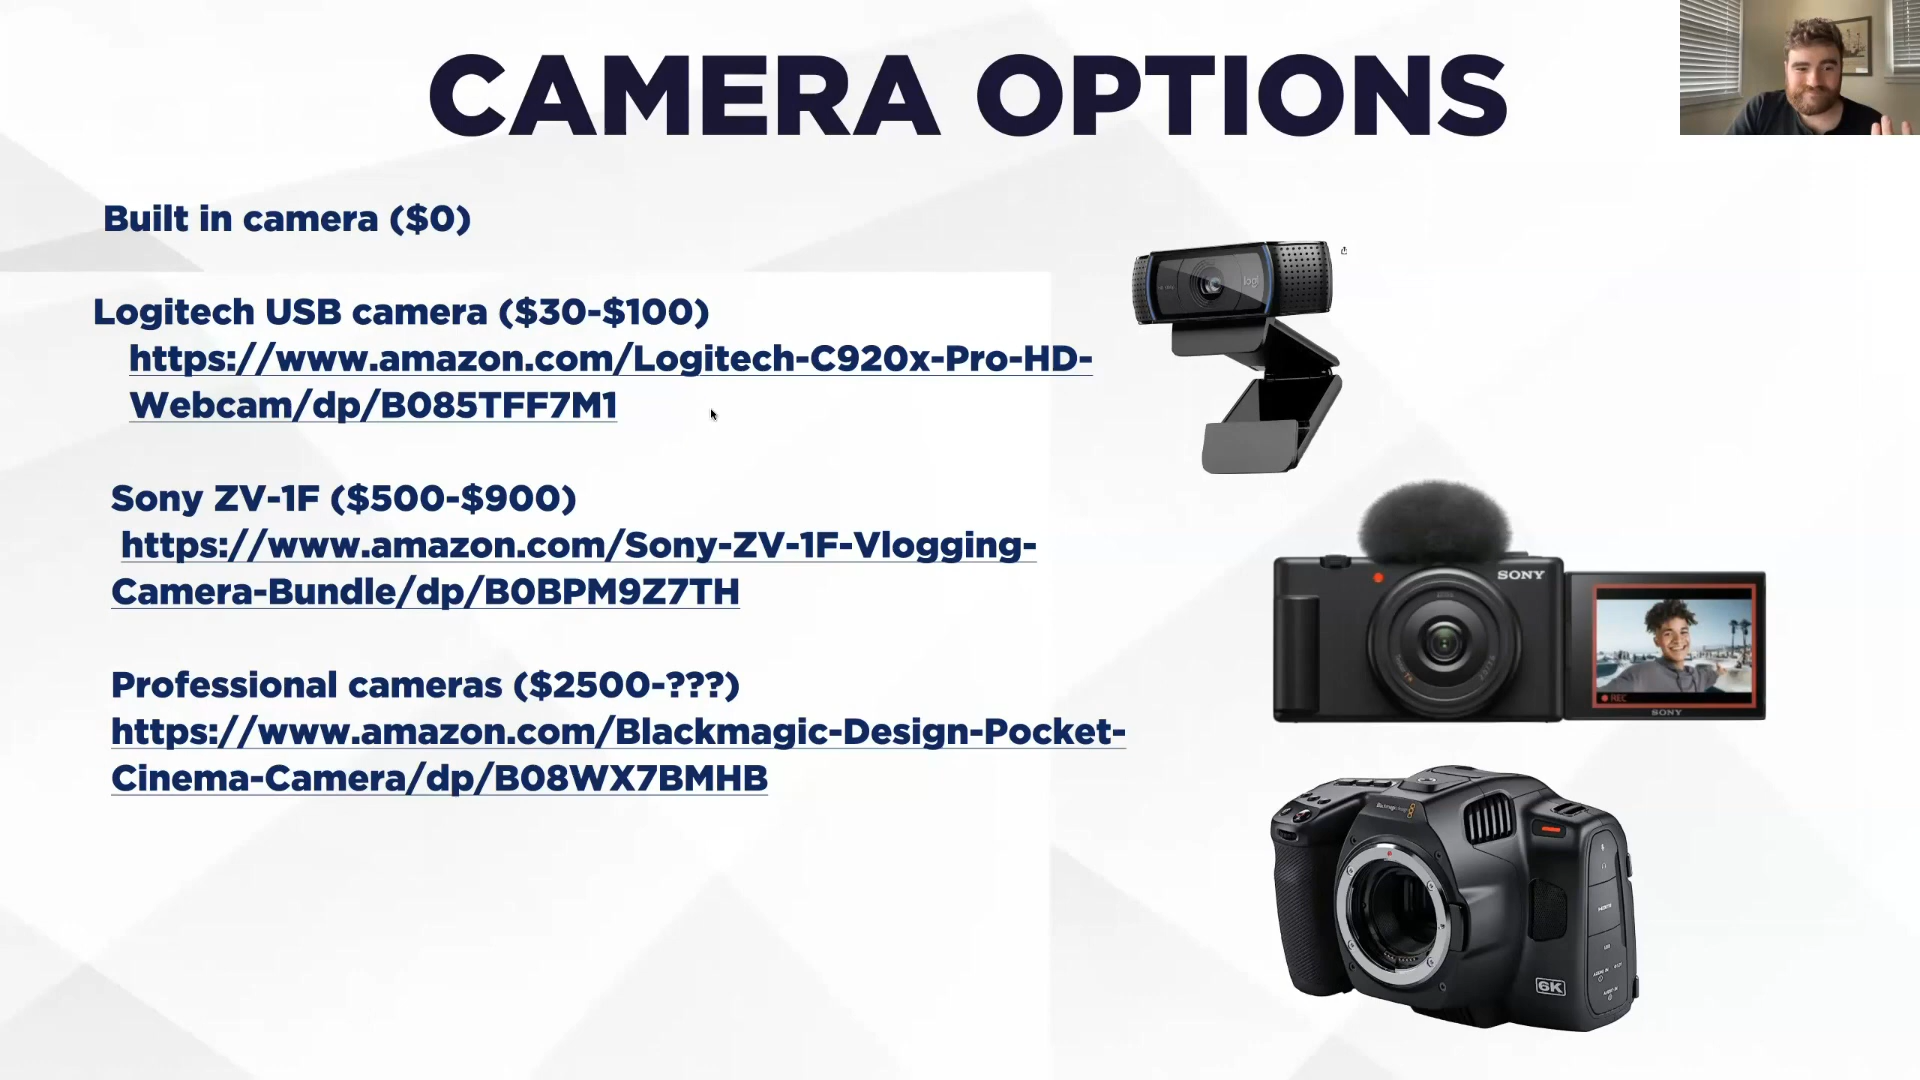 CAMERA OPTIONS
Built in camera ($0)
Logitech USB camera ($30-$100)
https://www.amazon.com/Logitech-C920x-Pro-HD-
Webcam/dp/B085TFF7M1
logi
Sony ZV-1F ($500-$900)
https://www.amazon.com/Sony-ZV-1F-Vlogging-
Camera-Bundle/dp/B0BPM9Z7TH
SONY
REC
SONY
Professional cameras ($2500-???)
https://www.amazon.com/Blackmagic-Design-Pocket-
Cinema-Camera/dp/B08WX7BMHB
6K